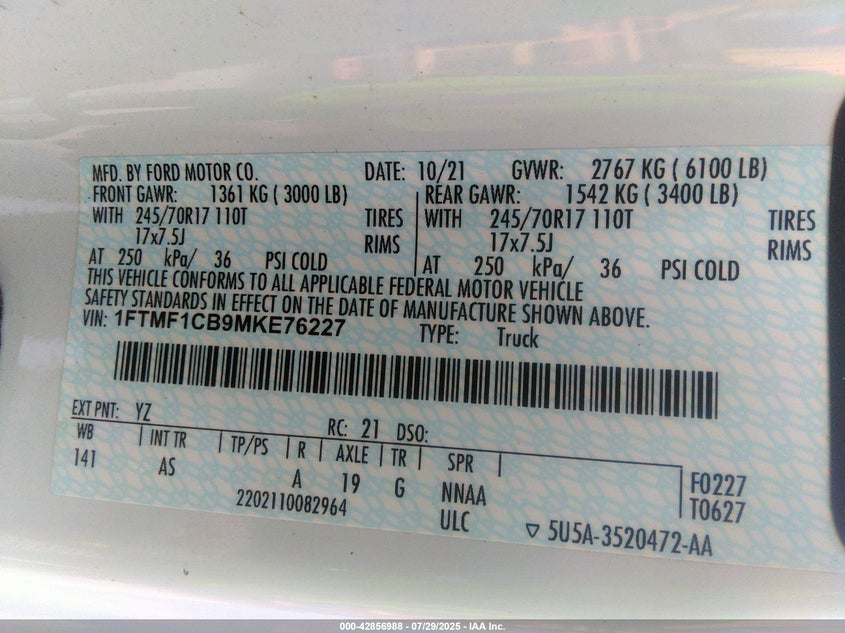 MFD. BY FORD MOTOR CO. DATE: 10/21 GVWR: 2767 KG ( 6100 LB)
FRONT GAWR: 1361 KG ( 3000 LB) REAR GAWR: 1542 KG ( 3400 LB)
WITH 245/70R17 110T TIRES WITH 245/70R17 110T TIRES
17x7.5J RIMS 17x7.5J RIMS
AT 250 kPa/ 36 PSI COLD AT 250 kPa/ 36 PSI COLD
THIS VEHICLE CONFORMS TO ALL APPLICABLE FEDERAL MOTOR VEHICLE
SAFETY STANDARDS IN EFFECT ON THE DATE OF MANUFACTURE SHOWN ABOVE.
VIN: 1FTMF1CB9MKE76227 TYPE: Truck
EXT PNT: YZ RC: 21 DSO:
WB INT TR TP/PS R AXLE TR SPR
141 AS A 19 G NNAA F0227
2202110082964 ULC T0627
▽ 5U5A-3520472-AA
000-42856988 - 07/29/2025 - IAA Inc.